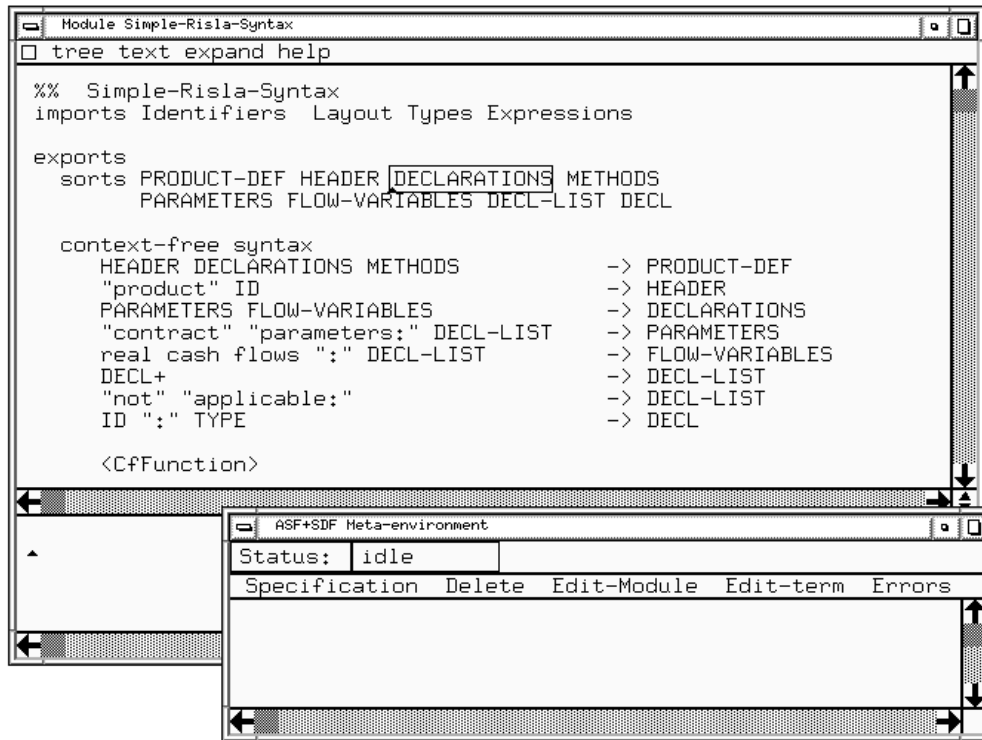 Module Simple-Risla-Syntax
tree text expand help
%%  Simple-Risla-Syntax
imports Identifiers  Layout Types Expressions
exports
sorts PRODUCT-DEF HEADER DECLARATIONS METHODS
PARAMETERS FLOW-VARIABLES DECL-LIST DECL
context-free syntax
HEADER DECLARATIONS METHODS -> PRODUCT-DEF
"product" ID -> HEADER
PARAMETERS FLOW-VARIABLES -> DECLARATIONS
"contract" "parameters:" DECL-LIST -> PARAMETERS
real cash flows ":" DECL-LIST -> FLOW-VARIABLES
DECL+ -> DECL-LIST
"not" "applicable:" -> DECL-LIST
ID ":" TYPE -> DECL
<CfFunction>
ASF+SDF Meta-environment
Status: idle
Specification Delete Edit-Module Edit-term Errors